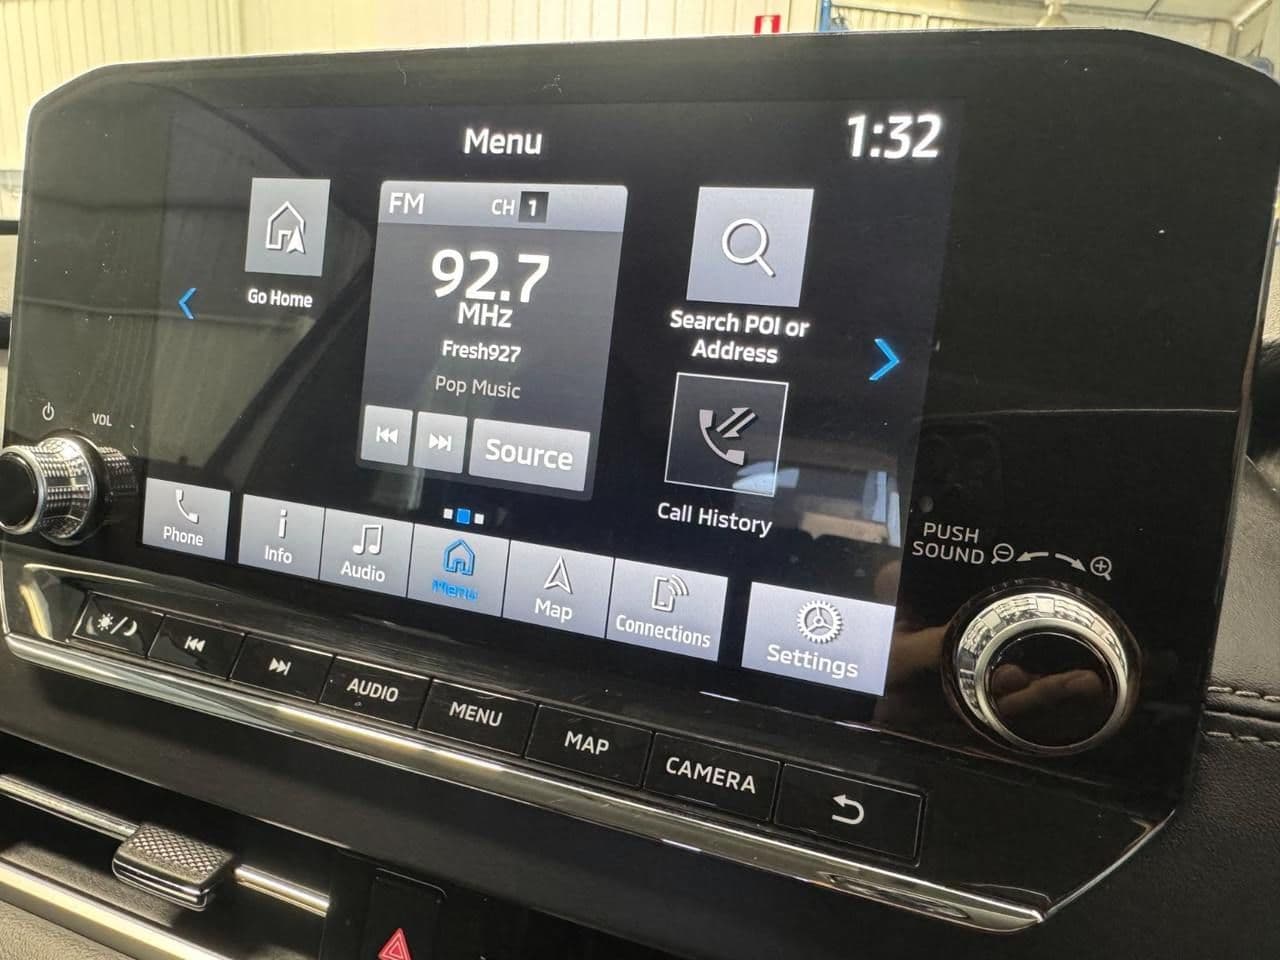 Menu
1:32
Go Home
FM
CH 1
92.7
MHz
Fresh927
Pop Music
Source
Search POI or
Address
Call History
VOL
PUSH
SOUND
Phone
Info
Audio
Menu
Map
Connections
Settings
AUDIO
MENU
MAP
CAMERA